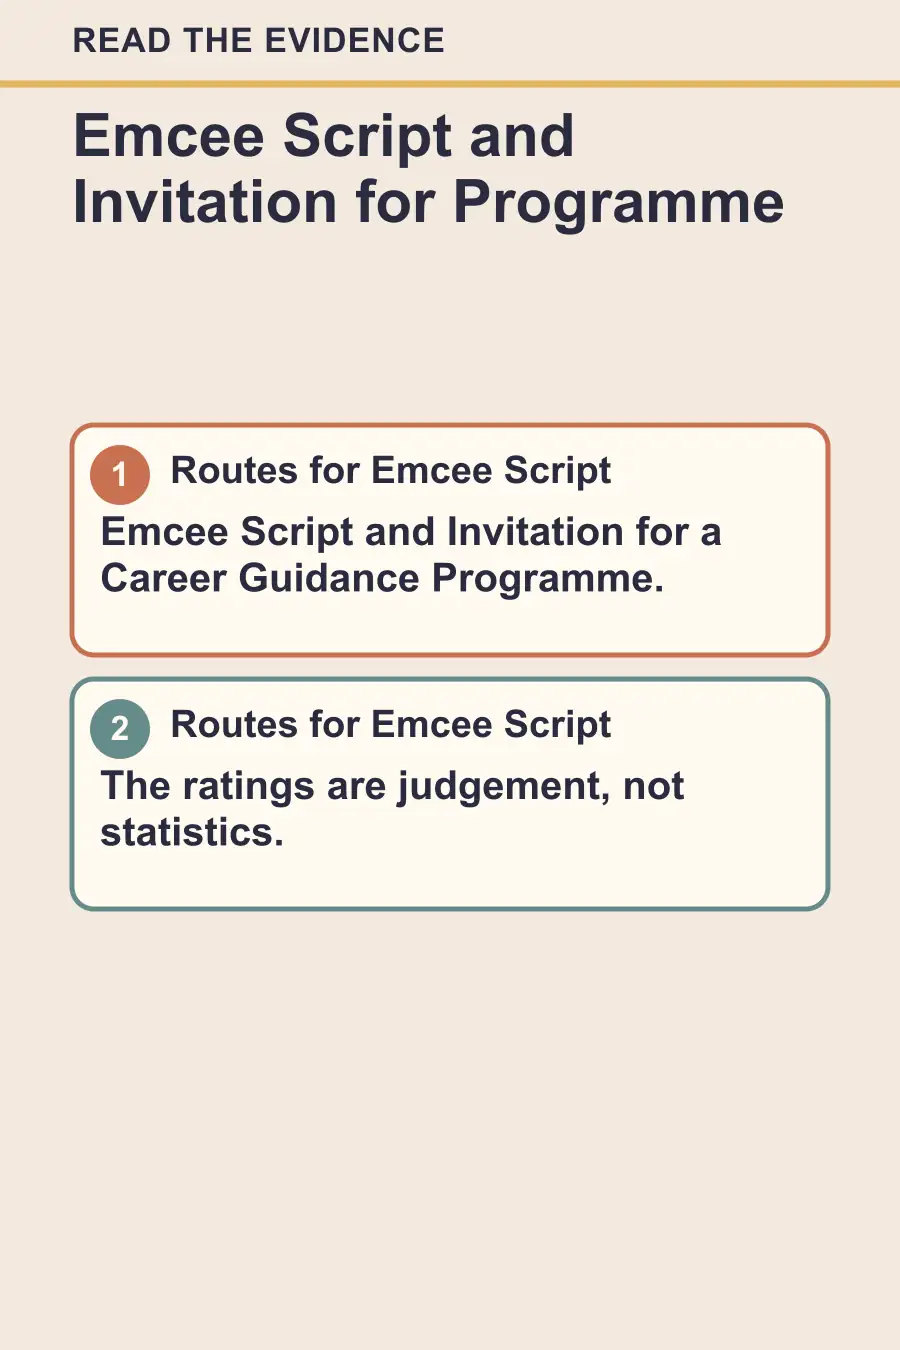 READ THE EVIDENCE
Emcee Script and
Invitation for Programme
1
Routes for Emcee Script
Emcee Script and Invitation for a
Career Guidance Programme.
2
Routes for Emcee Script
The ratings are judgement, not
statistics.